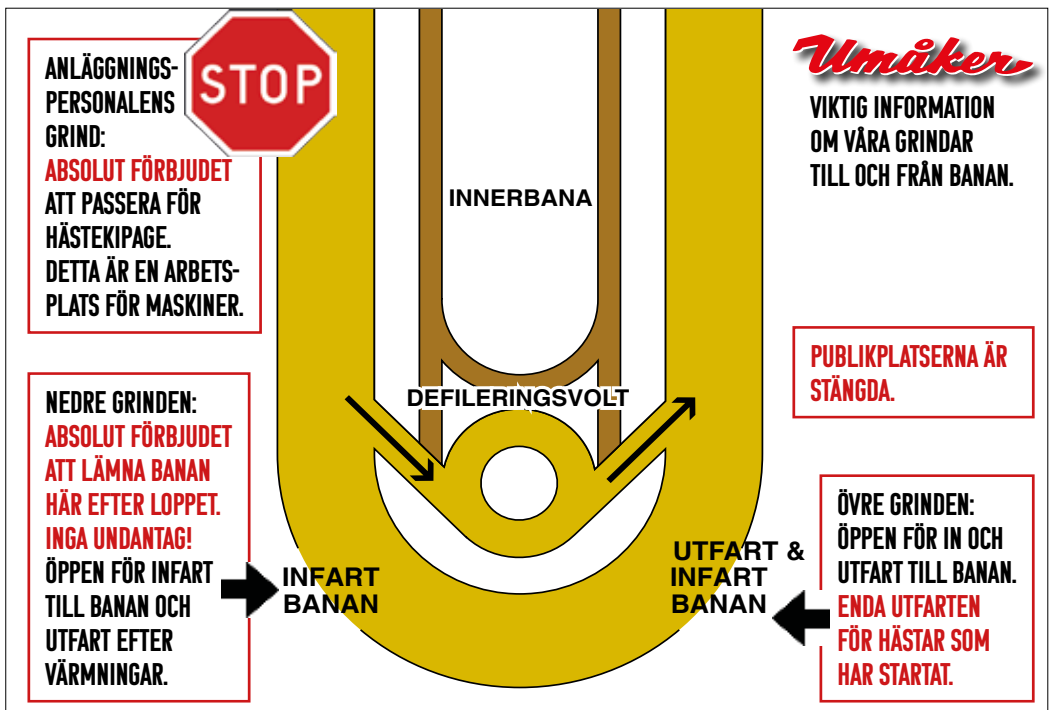 ANLÄGGNINGS-
PERSONALENS
GRIND:
ABSOLUT FÖRBJUDET
ATT PASSERA FÖR
HÄSTEKIPAGE.
DETTA ÄR EN ARBETS-
PLATS FÖR MASKINER.
STOP
Umåker
VIKTIG INFORMATION
OM VÅRA GRINDAR
TILL OCH FRÅN BANAN.
INNERBANA
DEFILERINGSVOLT
PUBLIKPLATSERNA ÄR
STÄNGDA.
NEDRE GRINDEN:
ABSOLUT FÖRBJUDET
ATT LÄMNA BANAN
HÄR EFTER LOPPET.
INGA UNDANTAG!
ÖPPEN FÖR INFART
TILL BANAN OCH
UTFART EFTER
VÄRMNINGAR.
INFART
BANAN
UTFART &
INFART
BANAN
ÖVRE GRINDEN:
ÖPPEN FÖR IN OCH
UTFART TILL BANAN.
ENDA UTFARTEN
FÖR HÄSTAR SOM
HAR STARTAT.